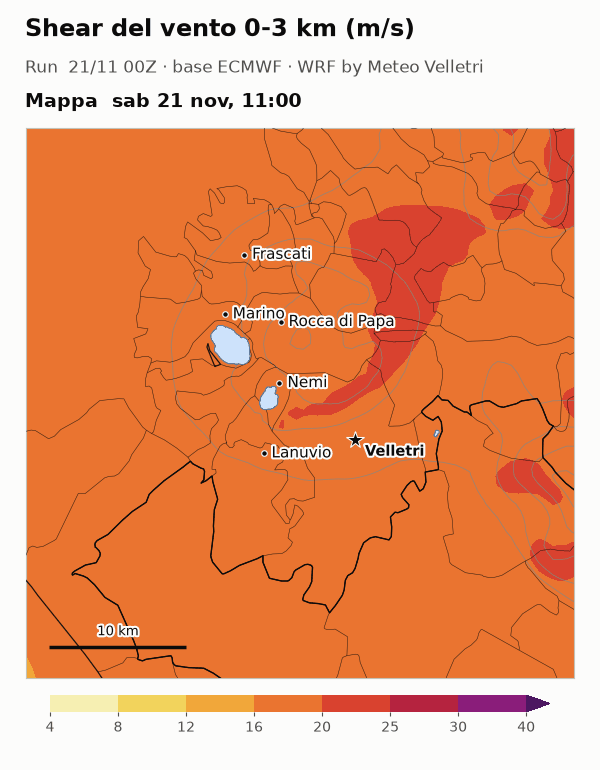 Shear del vento 0-3 km (m/s)
Run 21/11 00Z · base ECMWF · WRF by Meteo Velletri
Mappa sab 21 nov, 11:00
Frascati
Marino
Rocca di Papa
Nemi
Velletri
Lanuvio
10 km
4 8 12 16 20 25 30 40